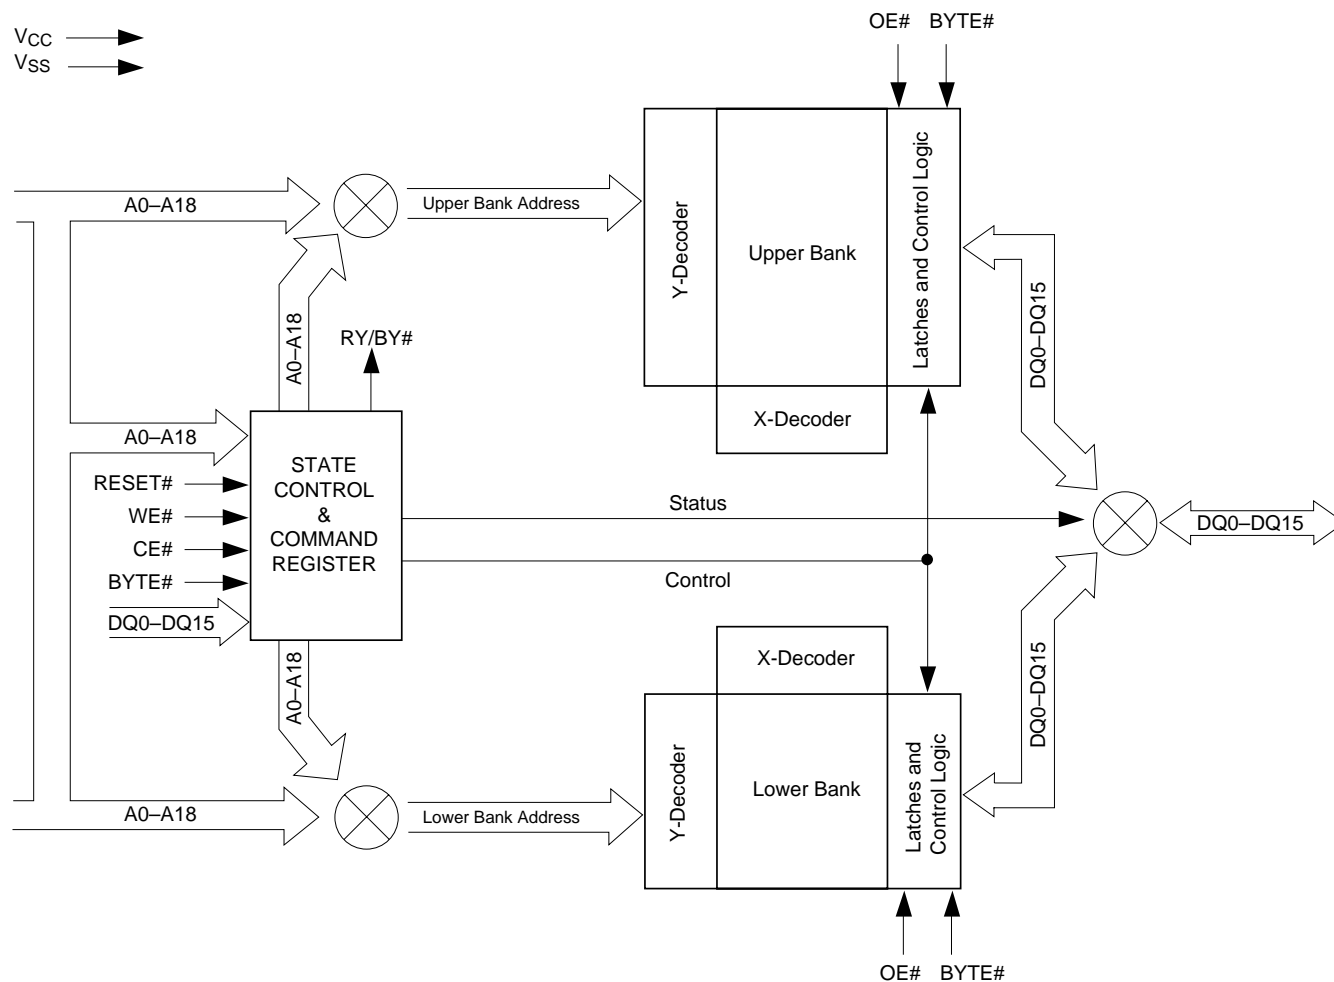 OE# BYTE#
VCC
VSS
A0–A18
Upper Bank Address
Y-Decoder
Upper Bank
Latches and Control Logic
DQ0–DQ15
A0–A18
RY/BY#
X-Decoder
A0–A18
RESET#
WE#
CE#
BYTE#
DQ0–DQ15
STATE
CONTROL
&
COMMAND
REGISTER
Status
Control
DQ0–DQ15
A0–A18
X-Decoder
DQ0–DQ15
Y-Decoder
Lower Bank
Latches and
Control Logic
A0–A18
Lower Bank Address
OE# BYTE#